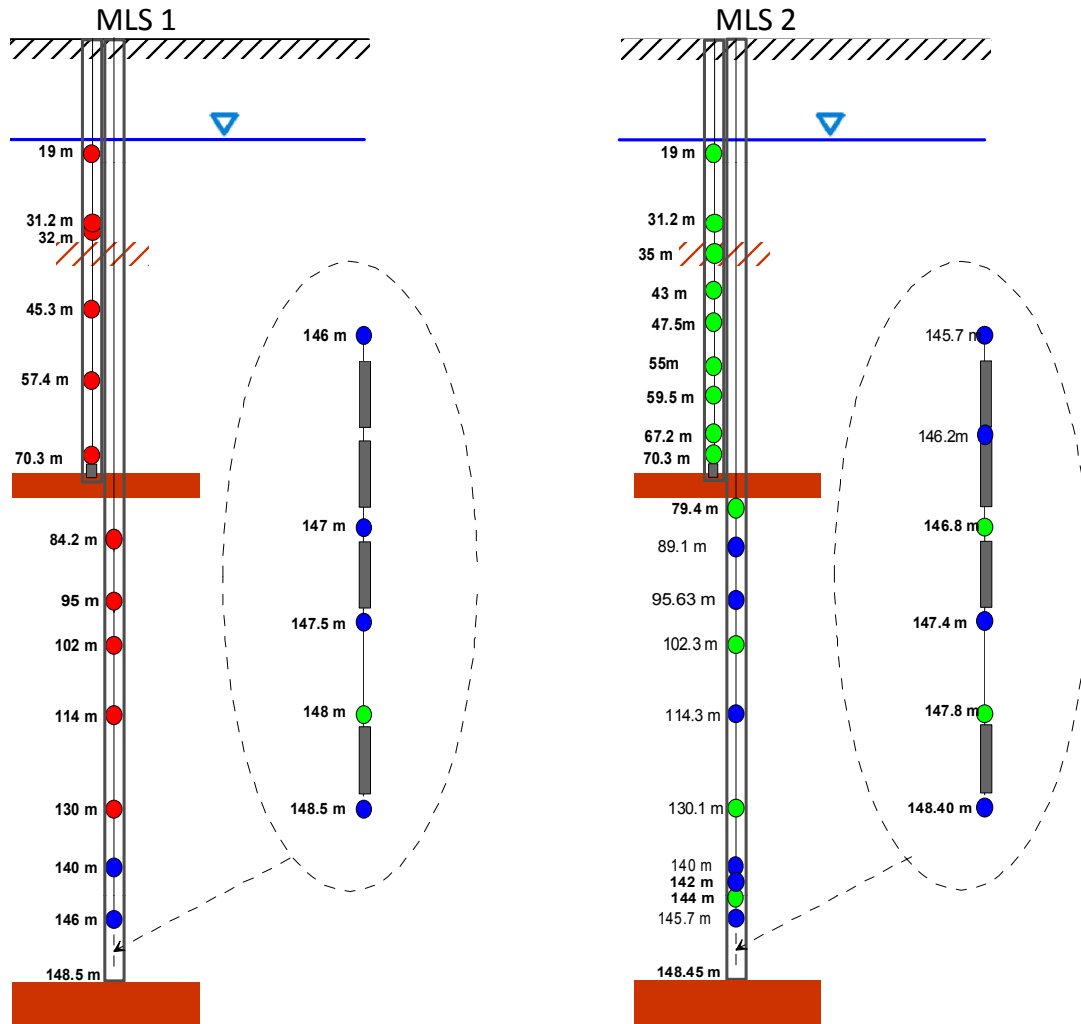 MLS 1
19 m
31.2 m
32 m
45.3 m
57.4 m
70.3 m
84.2 m
95 m
102 m
114 m
130 m
140 m
146 m
148.5 m
146 m
147 m
147.5 m
148 m
148.5 m
MLS 2
19 m
31.2 m
35 m
43 m
47.5m
55m
59.5 m
67.2 m
70.3 m
79.4 m
89.1 m
95.63 m
102.3 m
114.3 m
130.1 m
140 m
142 m
144 m
145.7 m
148.45 m
145.7 m
146.2m
146.8 m
147.4 m
147.8 m
148.40 m